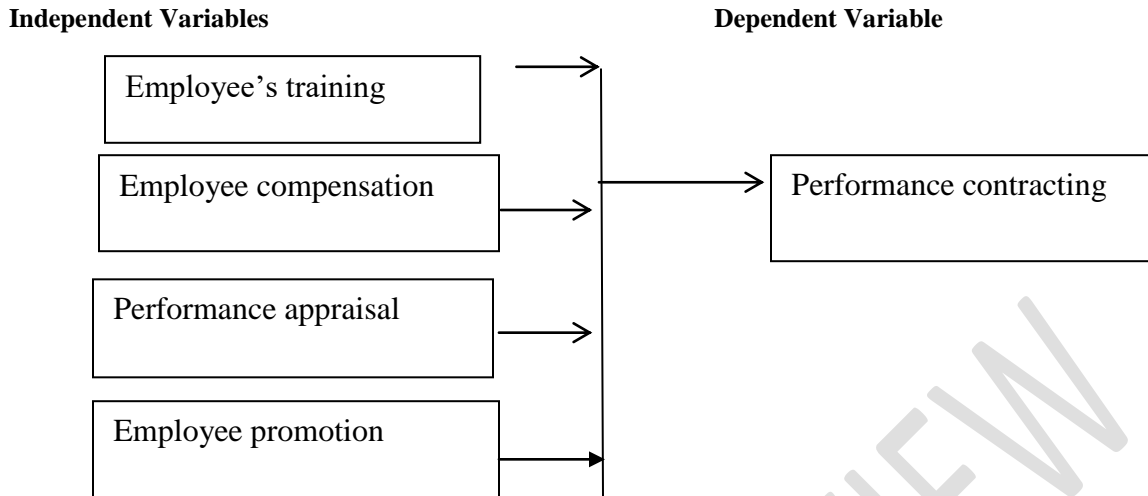 Independent Variables
Dependent Variable
Employee’s training
Employee compensation
Performance contracting
Performance appraisal
Employee promotion